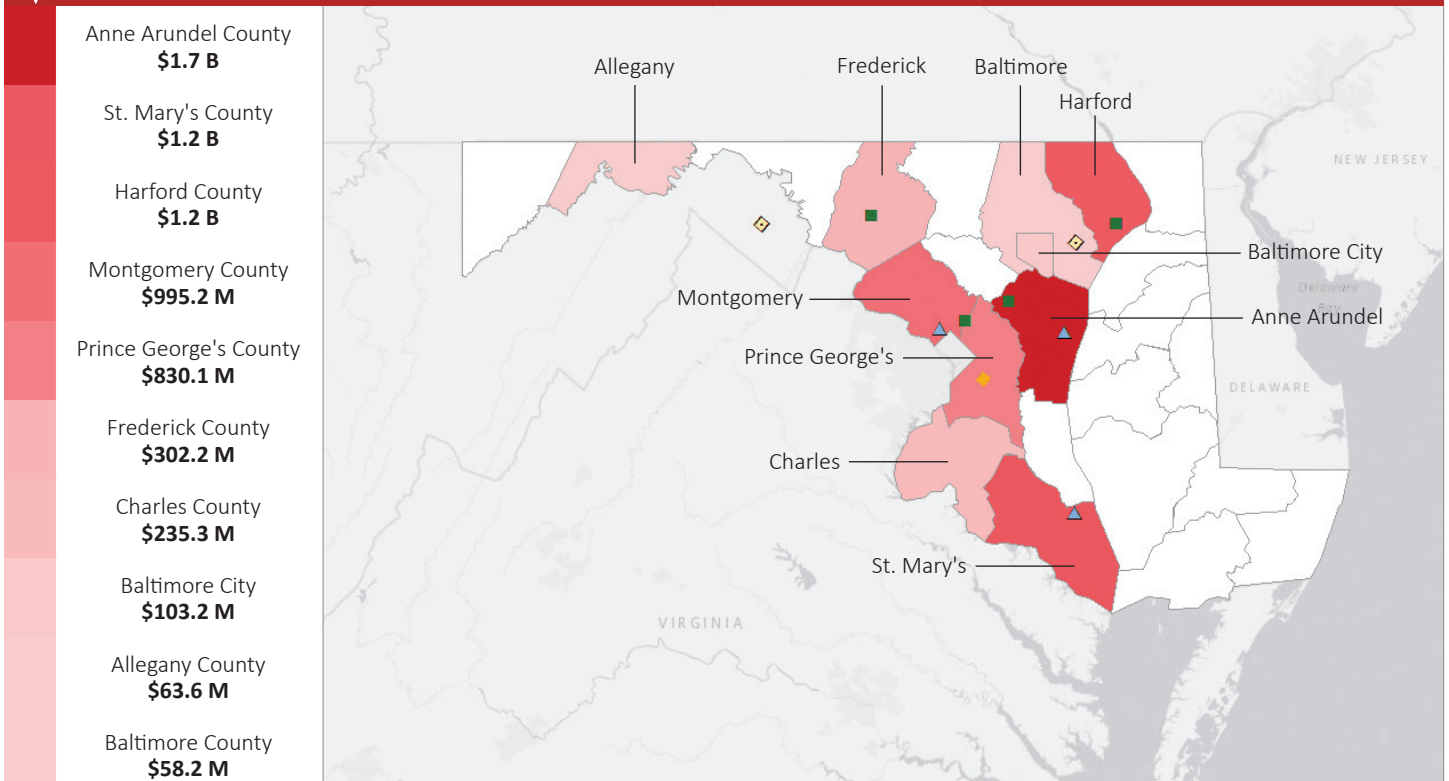 Anne Arundel County
$1.7 B
St. Mary's County
$1.2 B
Harford County
$1.2 B
Montgomery County
$995.2 M
Prince George's County
$830.1 M
Frederick County
$302.2 M
Charles County
$235.3 M
Baltimore City
$103.2 M
Allegany County
$63.6 M
Baltimore County
$58.2 M
Allegany
Frederick
Baltimore
Harford
NEW JERSEY
Baltimore City
Delaware
Bay
Montgomery
Anne Arundel
Prince George's
DELAWARE
Charles
St. Mary's
VIRGINIA